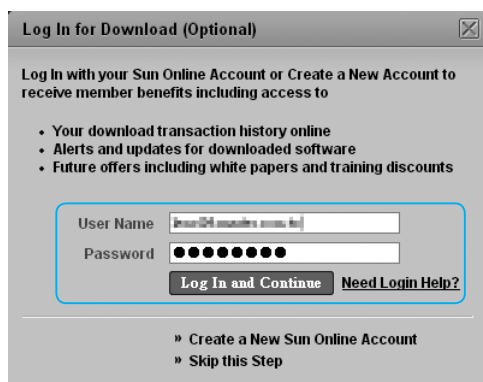 Log In for Download (Optional)
Log In with your Sun Online Account or Create a New Account to
receive member benefits including access to
• Your download transaction history online
• Alerts and updates for downloaded software
• Future offers including white papers and training discounts
User Name
Password ●●●●●●●●
Log In and Continue Need Login Help?
» Create a New Sun Online Account
» Skip this Step